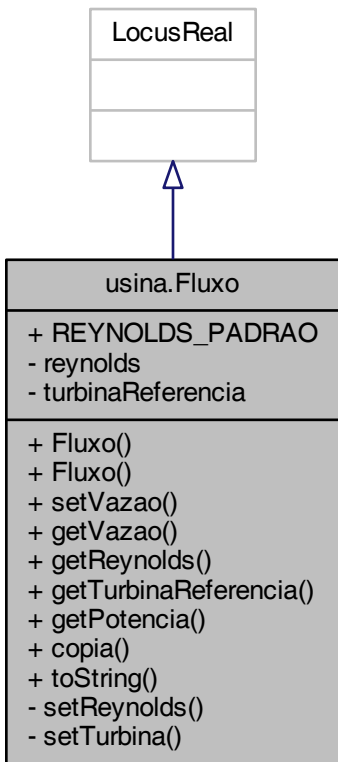 LocusReal
usina.Fluxo
+ REYNOLDS_PADRAO
- reynolds
- turbinaReferencia
+ Fluxo()
+ Fluxo()
+ setVazao()
+ getVazao()
+ getReynolds()
+ getTurbinaReferencia()
+ getPotencia()
+ copia()
+ toString()
- setReynolds()
- setTurbina()